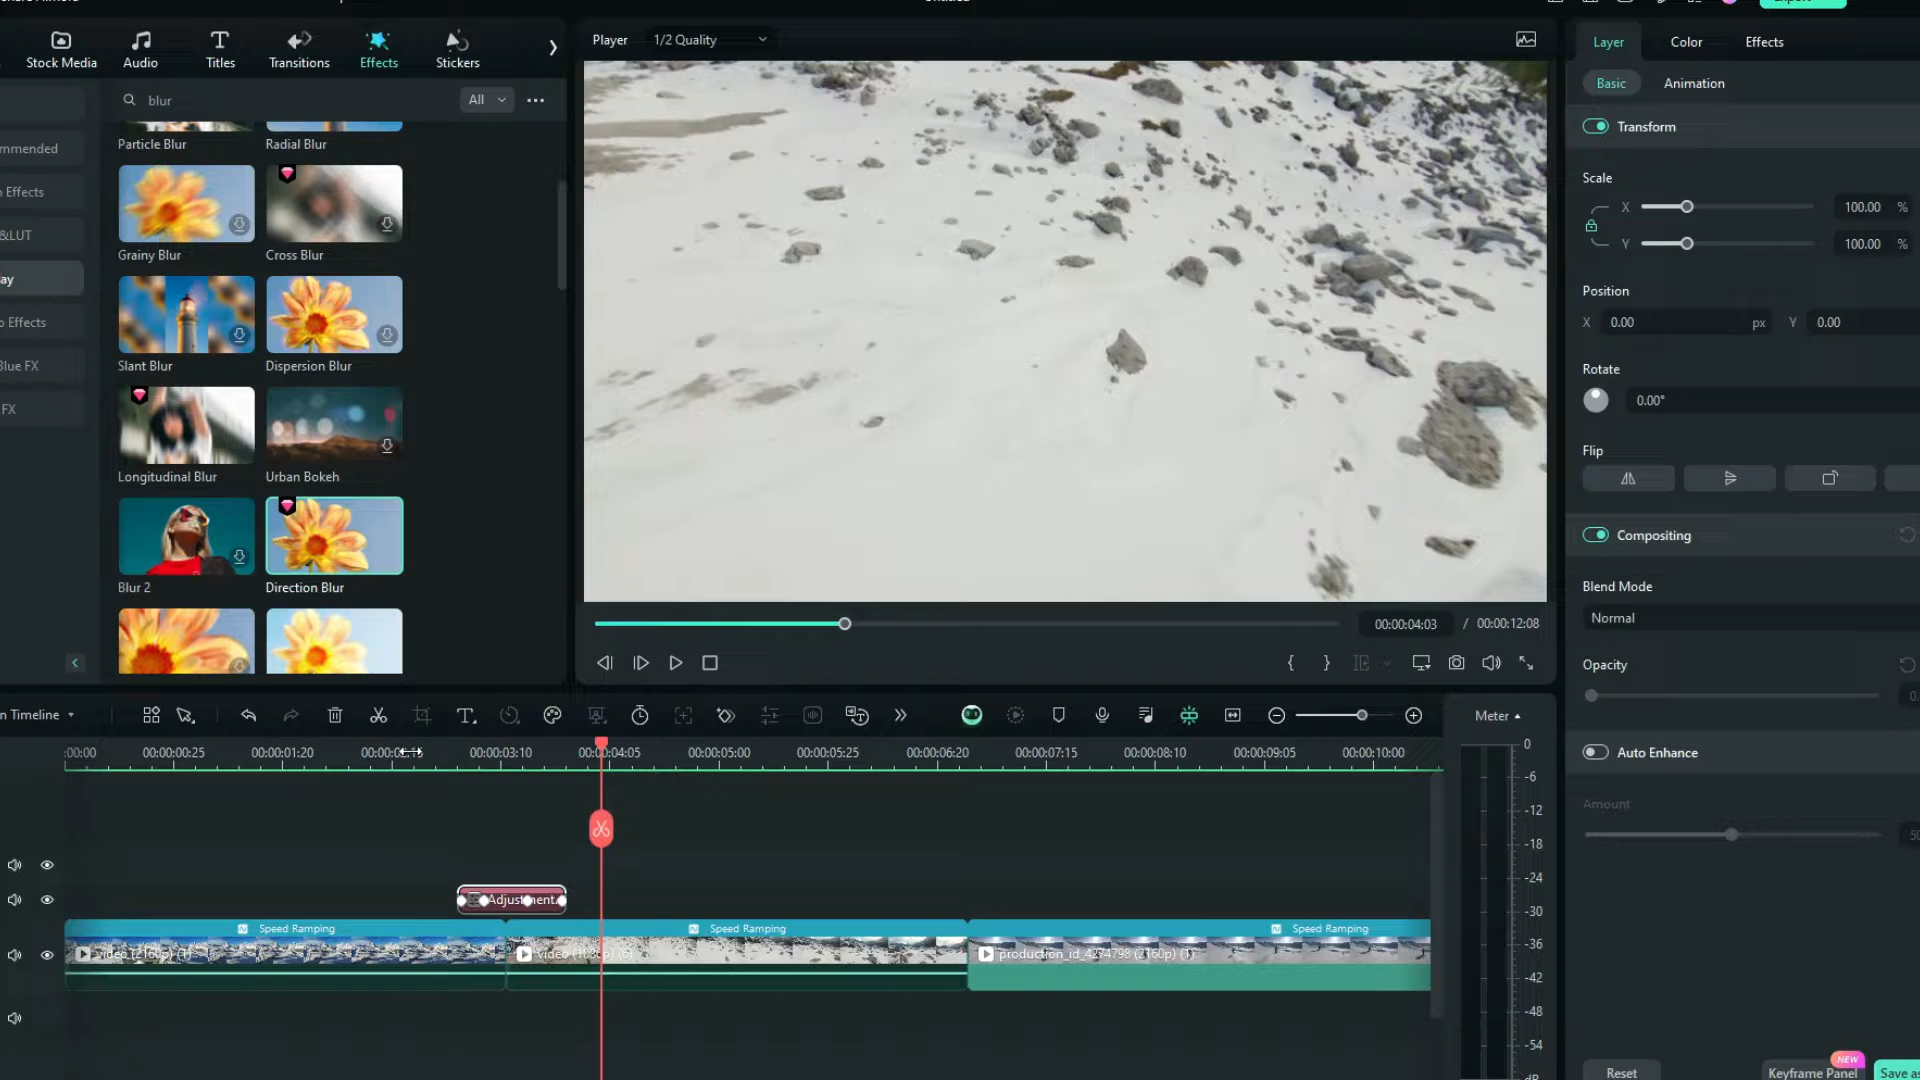 Player
1/2 Quality
Stock Media
Audio
Titles
Transitions
Effects
Stickers
Layer
Color
Effects
blur
All
Basic
Animation
Particle Blur
Radial Blur
Transform
mmended
Effects
&LUT
ay
o Effects
Blue FX
FX
Grainy Blur
Cross Blur
Slant Blur
Dispersion Blur
Longitudinal Blur
Urban Bokeh
Blur 2
Direction Blur
Scale
X
100.00
%
Y
100.00
%
Position
X
0.00
px
Y
0.00
Rotate
0.00°
Flip
Compositing
Blend Mode
Normal
Opacity
00:00:04:03
/
00:00:12:08
n Timeline
Meter
:00:00
00:00:00:25
00:00:01:20
00:00:03:10
00:00:04:05
00:00:05:00
00:00:05:25
00:00:06:20
00:00:07:15
00:00:08:10
00:00:09:05
00:00:10:00
Auto Enhance
Amount
50
0
-6
-12
-18
-24
-30
-36
-42
-48
-54
dB
Adjustment
Speed Ramping
Speed Ramping
Speed Ramping
video (2160p) (1)
video (1080p) (6)
production_id_4274798 (2160p) (1)
Reset
NEW
Keyframe Panel
Save as